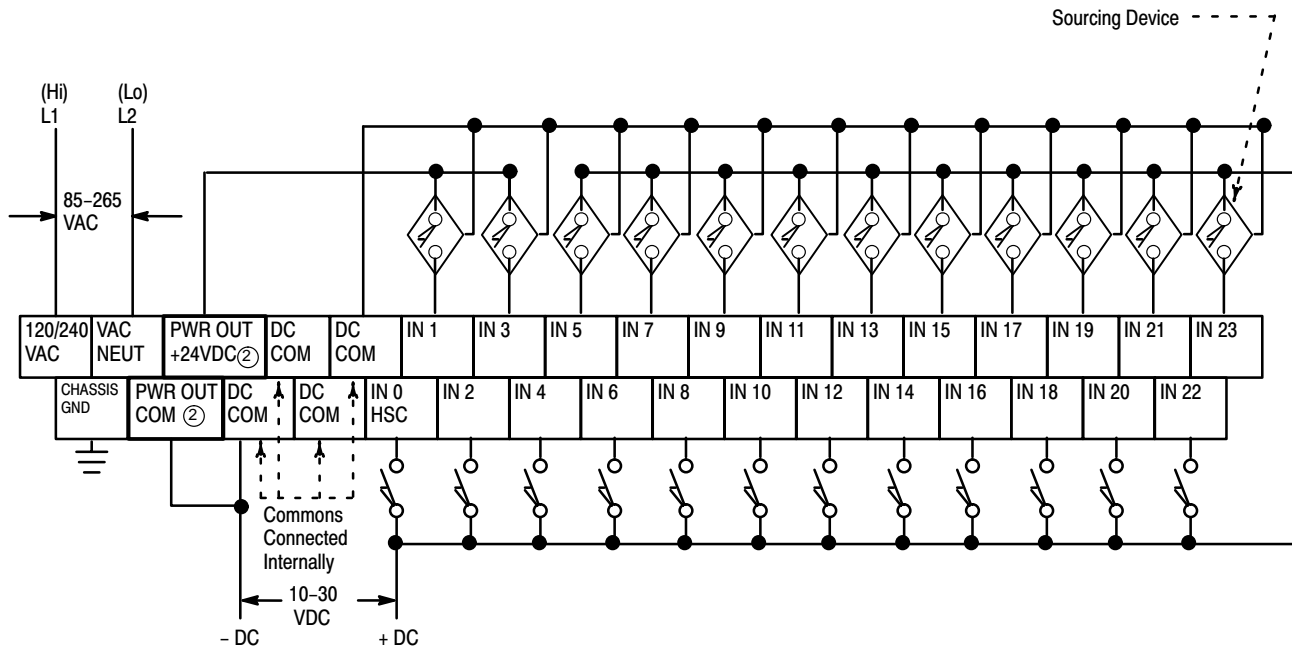 Sourcing Device
(Hi)
L1
(Lo)
L2
85–265
VAC
120/240
VAC
VAC
NEUT
PWR OUT
+24VDC ②
DC
COM
DC
COM
IN 1
IN 3
IN 5
IN 7
IN 9
IN 11
IN 13
IN 15
IN 17
IN 19
IN 21
IN 23
CHASSIS
GND
PWR OUT
COM ②
DC
COM
DC
COM
IN 0
HSC
IN 2
IN 4
IN 6
IN 8
IN 10
IN 12
IN 14
IN 16
IN 18
IN 20
IN 22
Commons
Connected
Internally
10–30
VDC
– DC
+ DC